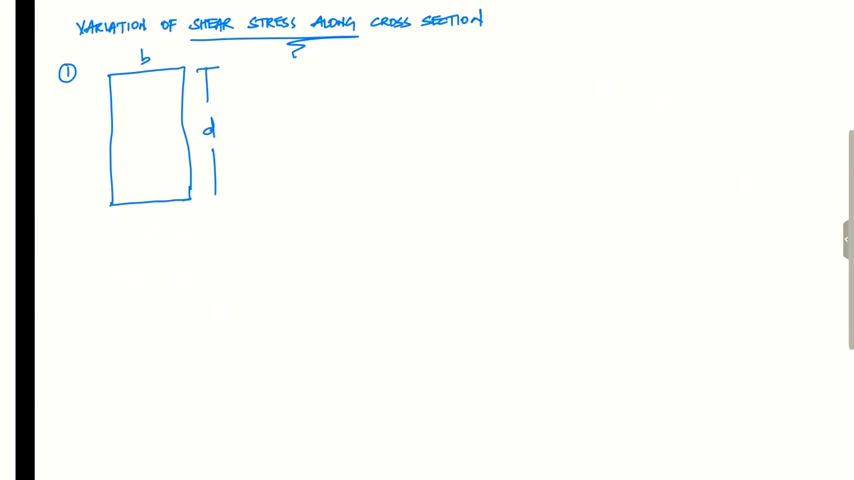 VARIATION OF SHEAR STRESS ALONG CROSS SECTION
b
①
d